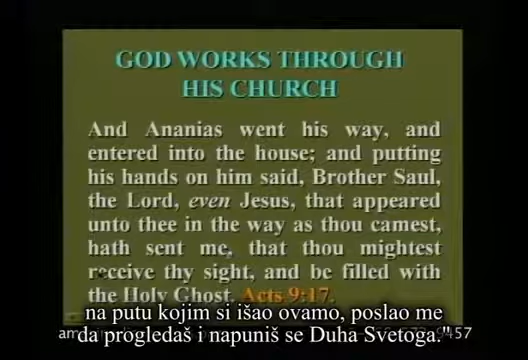 GOD WORKS THROUGH
HIS CHURCH
And Ananias went his way, and
entered into the house; and putting
his hands on him said, Brother Saul,
the Lord, even Jesus, that appeared
unto thee in the way as thou camest,
hath sent me, that thou mightest
receive thy sight, and be filled with
the Holy Ghost. Acts 9:17.
na putu kojim si išao ovamo, poslao me
da progledaš i napuniš se Duha Svetoga."